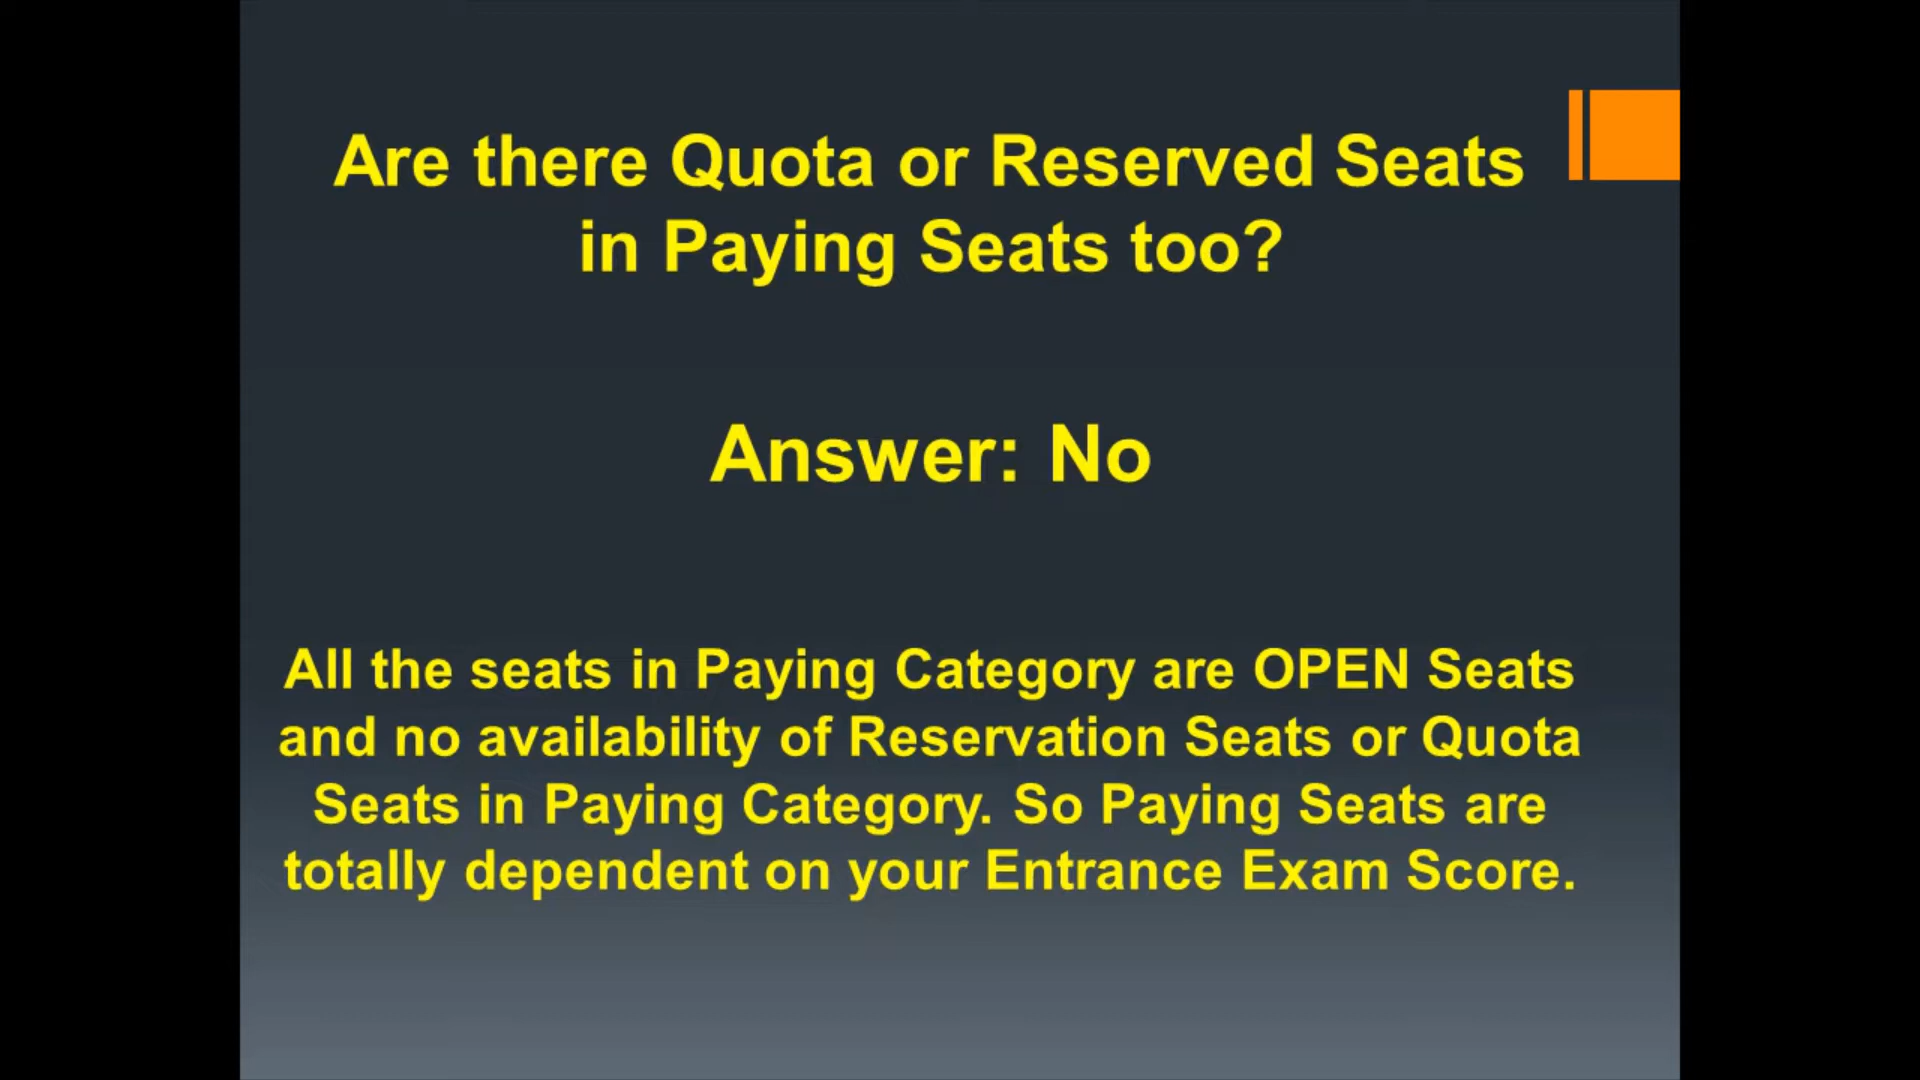 Are there Quota or Reserved Seats
in Paying Seats too?
Answer: No
All the seats in Paying Category are OPEN Seats
and no availability of Reservation Seats or Quota
Seats in Paying Category. So Paying Seats are
totally dependent on your Entrance Exam Score.